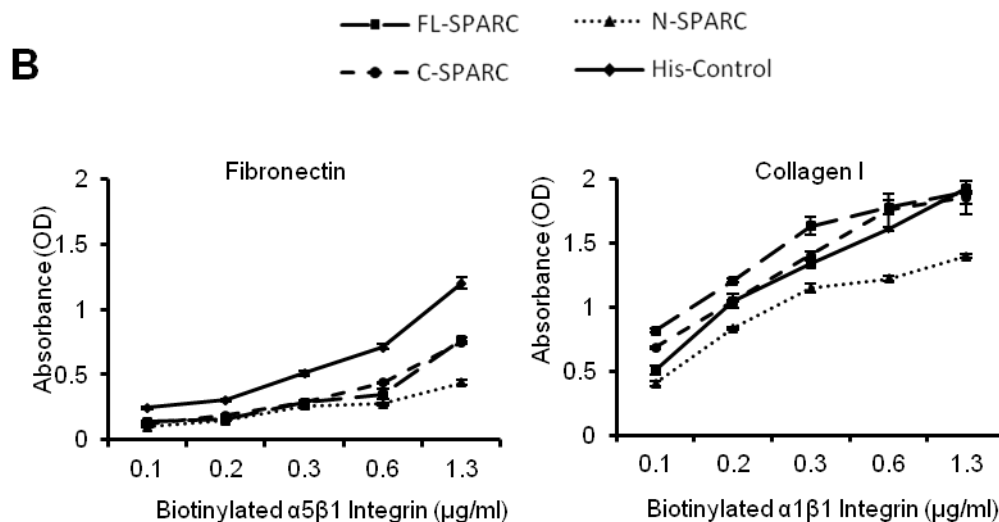 FL-SPARC N-SPARC
B
C-SPARC His-Control
Fibronectin
Absorbance (OD)
2
1.5
1
0.5
0
0.1 0.2 0.3 0.6 1.3
Biotinylated α5β1 Integrin (µg/ml)
Collagen I
Absorbance (OD)
2
1.5
1
0.5
0
0.1 0.2 0.3 0.6 1.3
Biotinylated α1β1 Integrin (µg/ml)